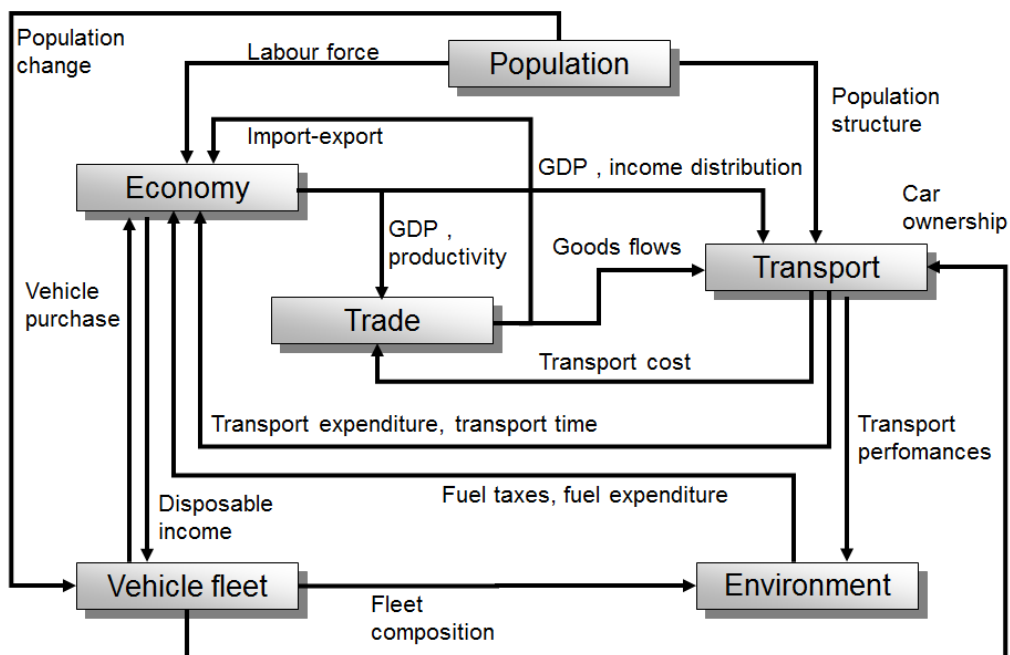 Population
change
Labour force
Population
Population
structure
Import-export
GDP , income distribution
Economy
Car
ownership
GDP ,
productivity
Goods flows
Transport
Vehicle
purchase
Trade
Transport cost
Transport expenditure, transport time
Transport
perfomances
Fuel taxes, fuel expenditure
Disposable
income
Vehicle fleet
Environment
Fleet
composition